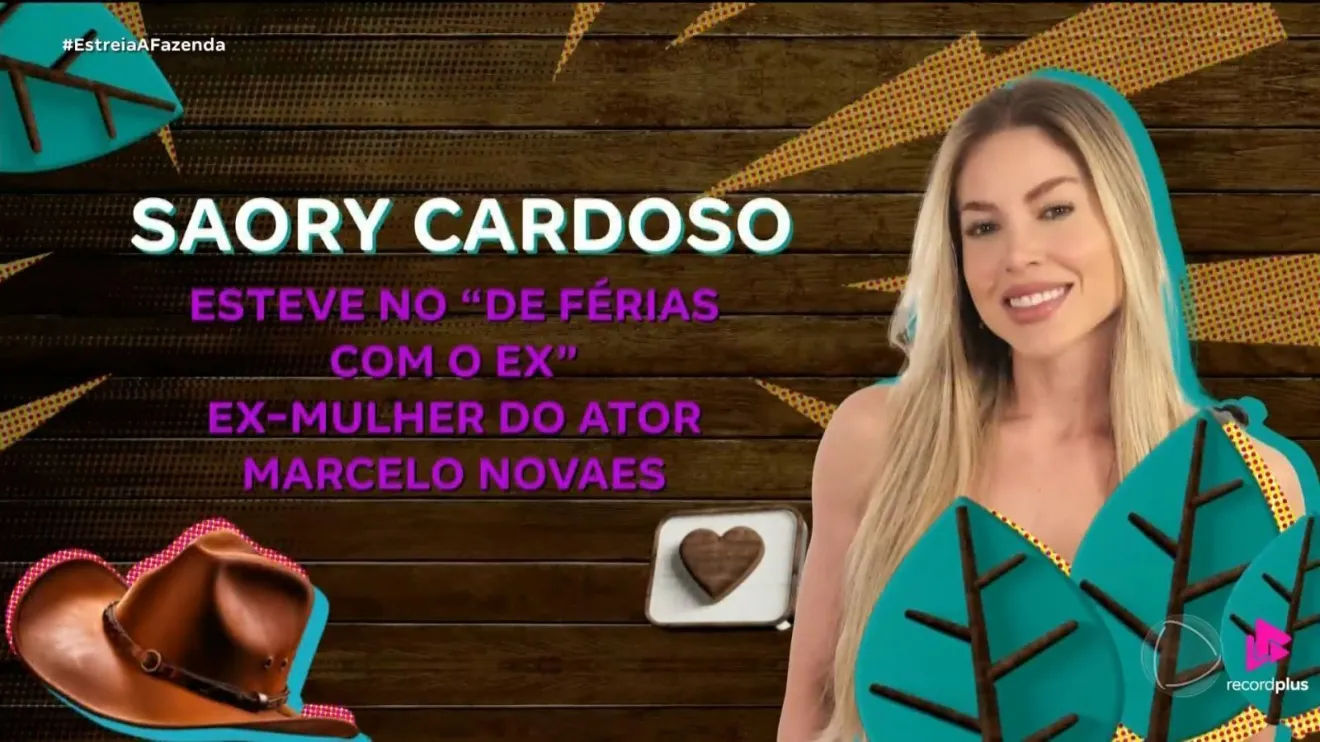 #EstreiaAFazenda
SAORY CARDOSO
ESTEVE NO “DE FÉRIAS
COM O EX”
EX-MULHER DO ATOR
MARCELO NOVAES
recordplus